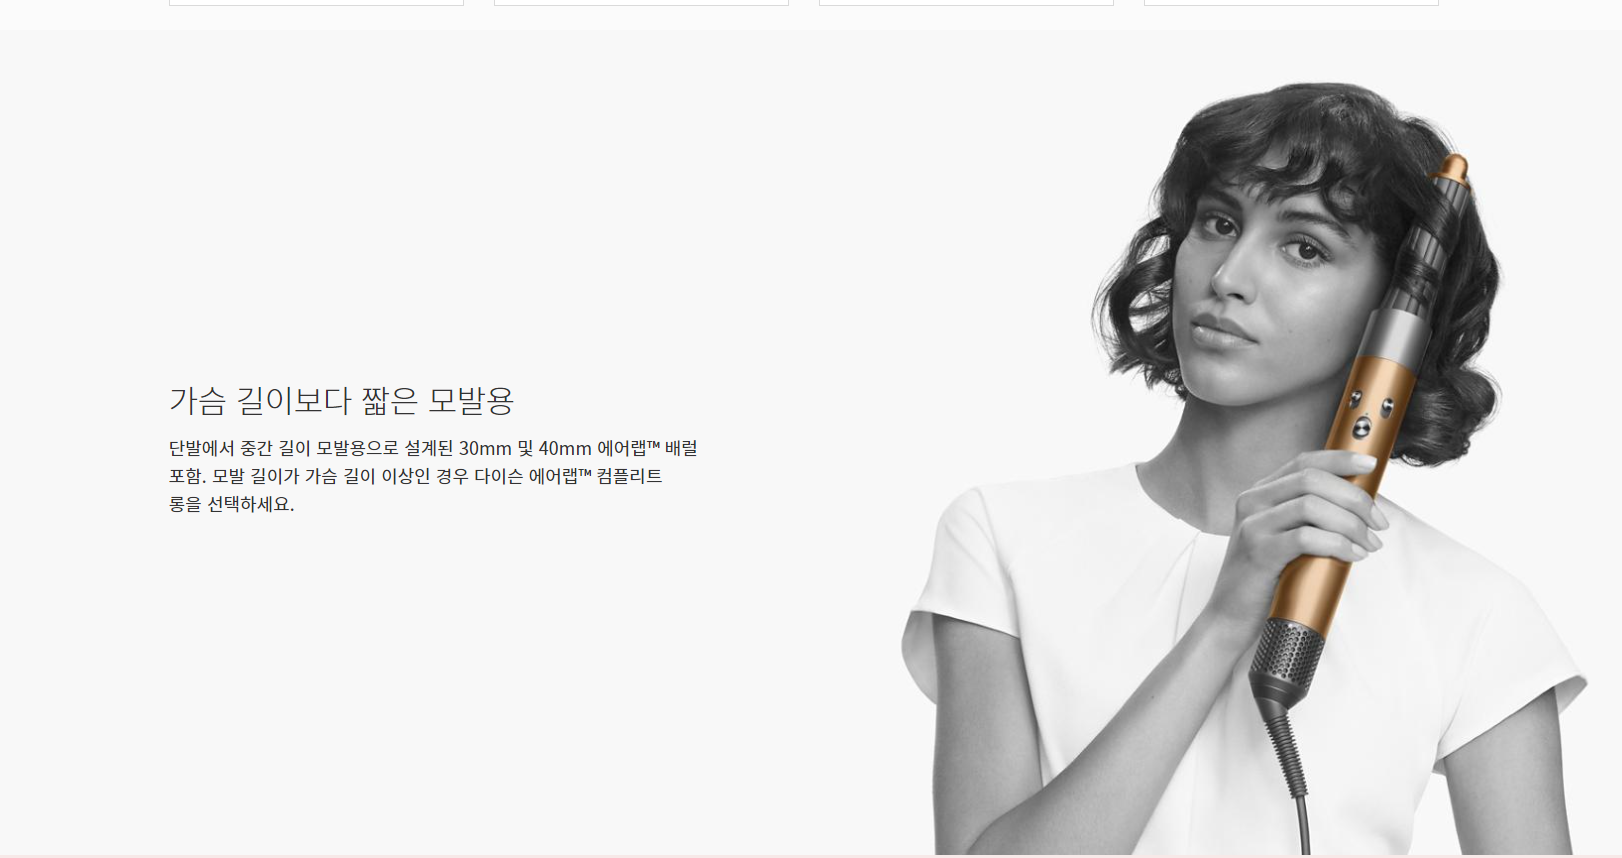 가슴 길이보다 짧은 모발용
단발에서 중간 길이 모발용으로 설계된 30mm 및 40mm 에어랩™ 배럴
포함. 모발 길이가 가슴 길이 이상인 경우 다이슨 에어랩™ 컴플리트
롱을 선택하세요.